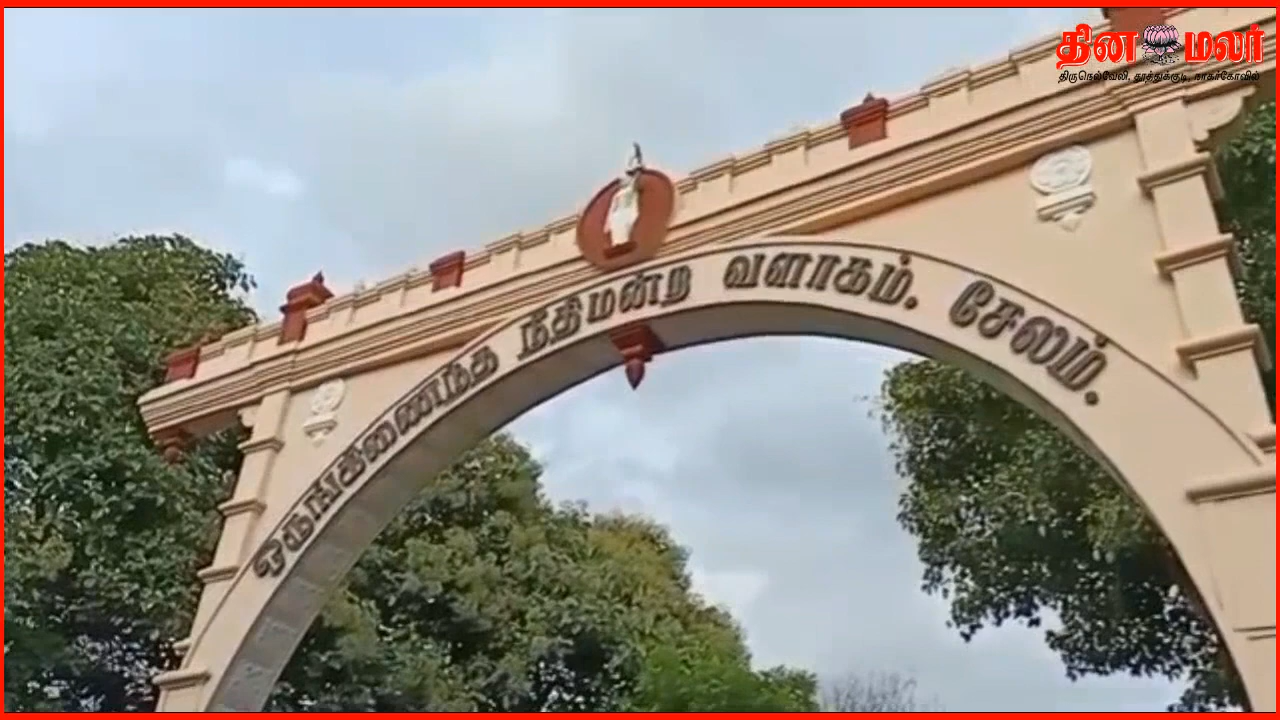 தினமலர்
திருநெல்வேலி, தூத்துக்குடி, நாகர்கோவில்
ஒருங்கிணைந்த நீதிமன்ற வளாகம். சேலம்.